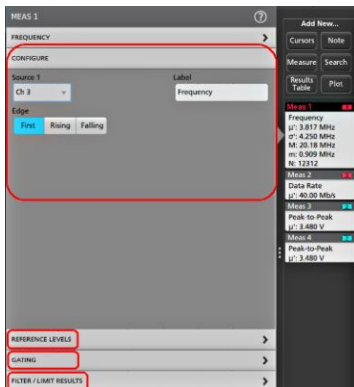 MEAS 1
FREQUENCY
CONFIGURE
Source 1
Label
Ch 3
Frequency
Edge
First
Rising
Falling
REFERENCE LEVELS
GATING
FILTER / LIMIT RESULTS
Add New...
Cursors
Note
Measure
Search
Results Table
Plot
Meas 1
Frequency
µ': 3.817 MHz
σ': 4.250 MHz
M: 20.18 MHz
m: 0.909 MHz
N: 12312
Meas 2
Data Rate
µ': 40.00 Mb/s
Meas 3
Peak-to-Peak
µ': 3.480 V
Meas 4
Peak-to-Peak
µ': 3.480 V